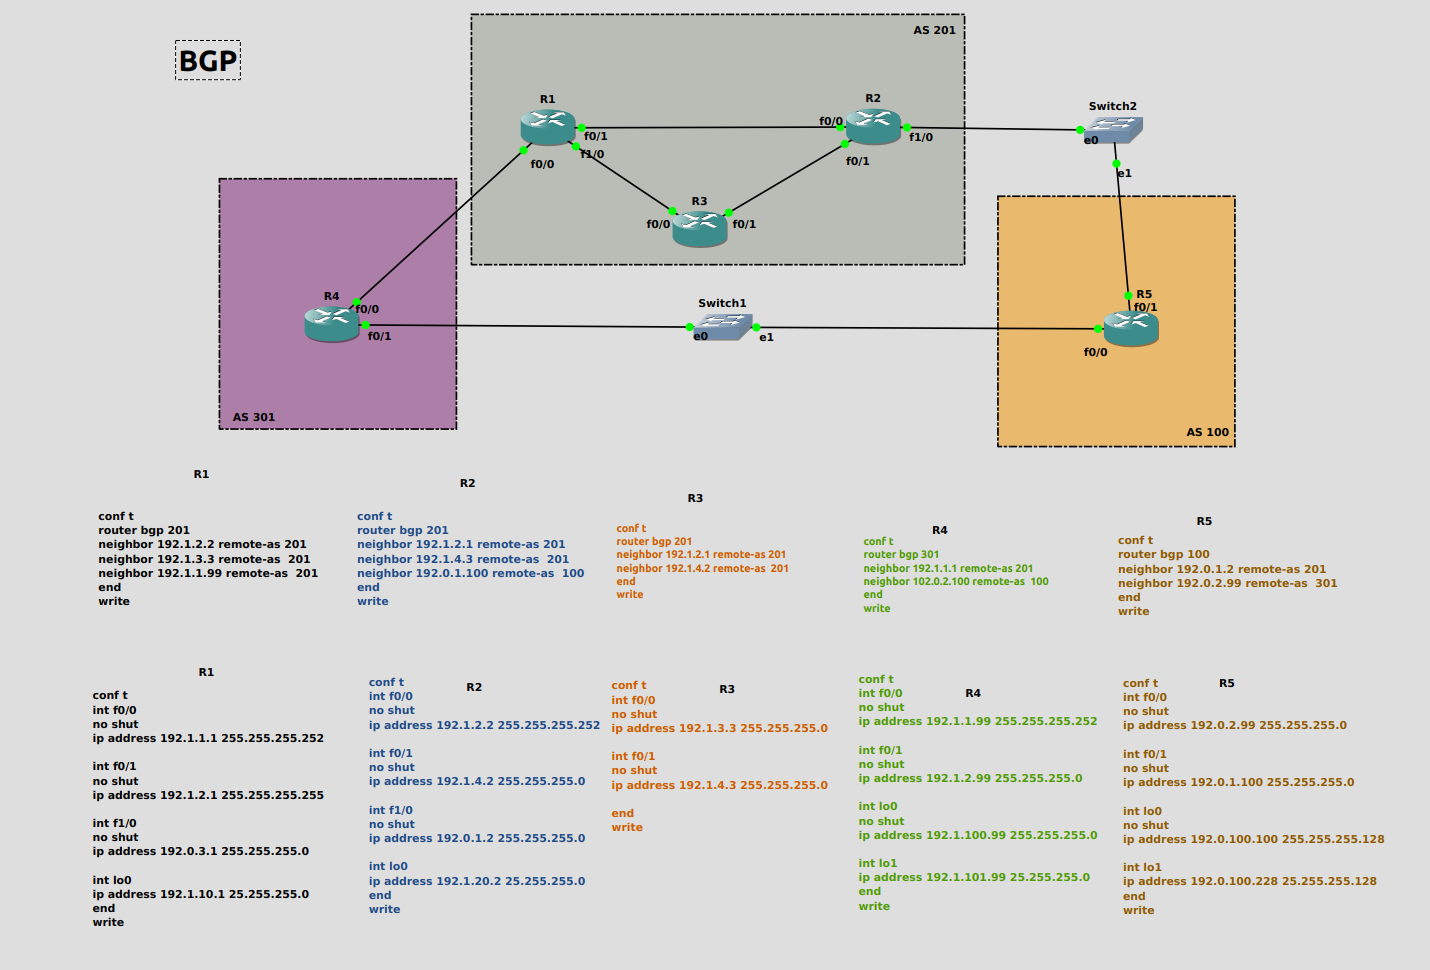 BGP
AS 201
R1
f0/1
f0/0
f1/0
R2
f0/0
f1/0
f0/1
R3
f0/0
f0/1
Switch2
e0
e1
R4
f0/0
f0/1
AS 301
Switch1
e0
e1
R5
f0/1
f0/0
AS 100
R1
conf t
router bgp 201
neighbor 192.1.2.2 remote-as 201
neighbor 192.1.3.3 remote-as  201
neighbor 192.1.1.99 remote-as  201
end
write
R2
conf t
router bgp 201
neighbor 192.1.2.1 remote-as 201
neighbor 192.1.4.3 remote-as  201
neighbor 192.0.1.100 remote-as  100
end
write
R3
conf t
router bgp 201
neighbor 192.1.2.1 remote-as 201
neighbor 192.1.4.2 remote-as  201
end
write
R4
conf t
router bgp 301
neighbor 192.1.1.1 remote-as 201
neighbor 102.0.2.100 remote-as  100
end
write
R5
conf t
router bgp 100
neighbor 192.0.1.2 remote-as 201
neighbor 192.0.2.99 remote-as  301
end
write
R1
conf t
int f0/0
no shut
ip address 192.1.1.1 255.255.255.252
int f0/1
no shut
ip address 192.1.2.1 255.255.255.255
int f1/0
no shut
ip address 192.0.3.1 255.255.255.0
int lo0
ip address 192.1.10.1 25.255.255.0
end
write
R2
conf t
int f0/0
no shut
ip address 192.1.2.2 255.255.255.252
int f0/1
no shut
ip address 192.1.4.2 255.255.255.0
int f1/0
no shut
ip address 192.0.1.2 255.255.255.0
int lo0
ip address 192.1.20.2 25.255.255.0
end
write
R3
conf t
int f0/0
no shut
ip address 192.1.3.3 255.255.255.0
int f0/1
no shut
ip address 192.1.4.3 255.255.255.0
end
write
R4
conf t
int f0/0
no shut
ip address 192.1.1.99 255.255.255.252
int f0/1
no shut
ip address 192.1.2.99 255.255.255.0
int lo0
no shut
ip address 192.1.100.99 255.255.255.0
int lo1
ip address 192.1.101.99 25.255.255.0
end
write
R5
conf t
int f0/0
no shut
ip address 192.0.2.99 255.255.255.0
int f0/1
no shut
ip address 192.0.1.100 255.255.255.0
int lo0
no shut
ip address 192.0.100.100 255.255.255.128
int lo1
ip address 192.0.100.228 25.255.255.128
end
write